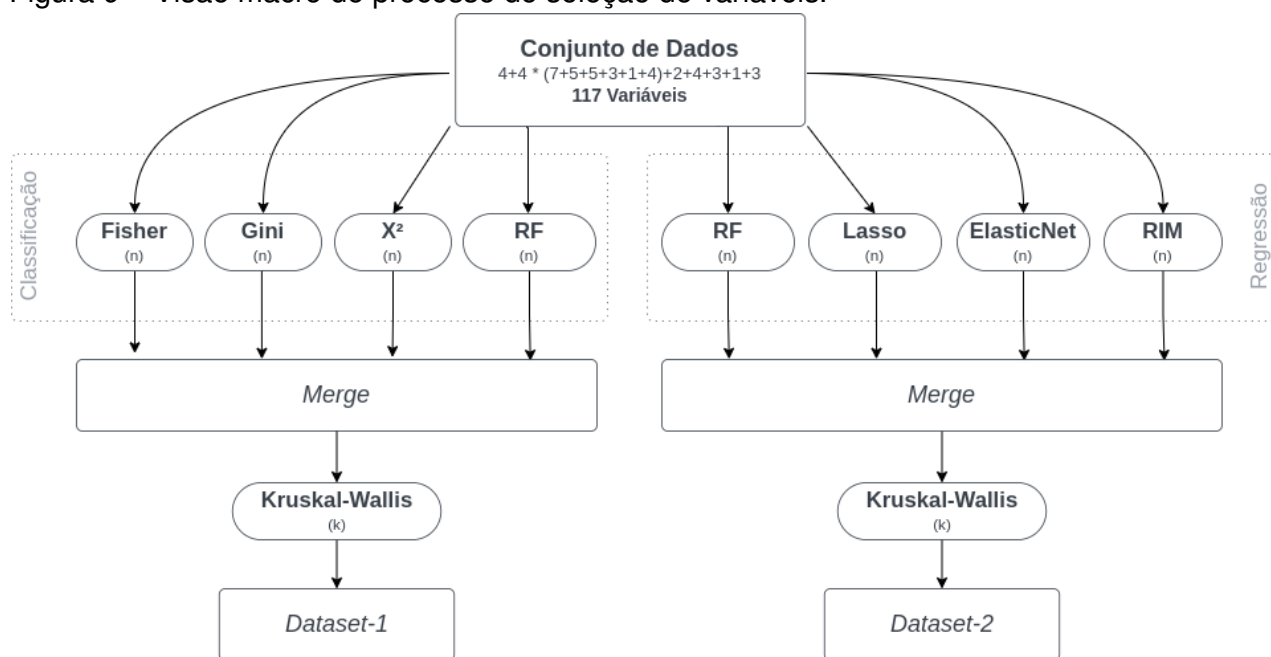 Conjunto de Dados
4+4 * (7+5+5+3+1+4)+2+4+3+1+3
117 Variáveis
Classificação
Regressão
Fisher
(n)
Gini
(n)
X²
(n)
RF
(n)
RF
(n)
Lasso
(n)
ElasticNet
(n)
RIM
(n)
Merge
Merge
Kruskal-Wallis
(k)
Kruskal-Wallis
(k)
Dataset-1
Dataset-2